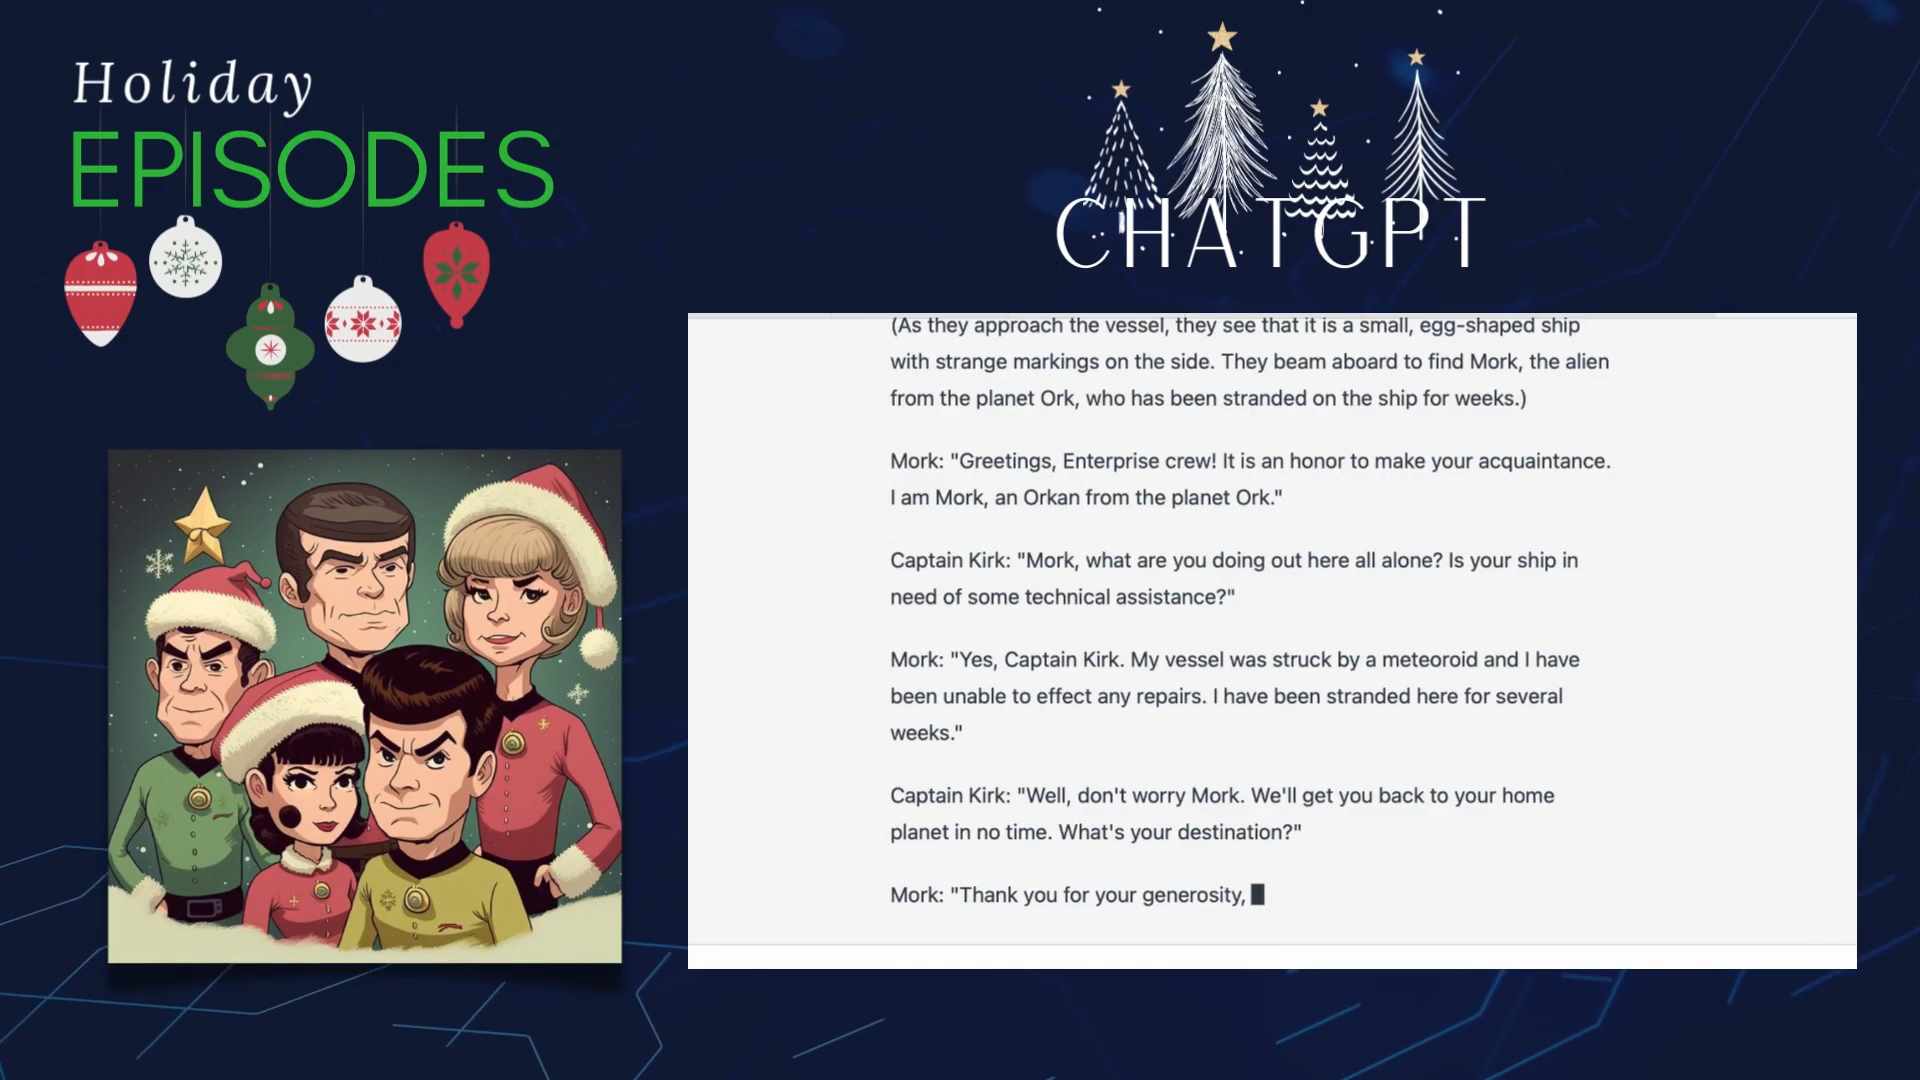 Holiday
EPISODES
CHATGPT
(As they approach the vessel, they see that it is a small, egg-shaped ship
with strange markings on the side. They beam aboard to find Mork, the alien
from the planet Ork, who has been stranded on the ship for weeks.)
Mork: "Greetings, Enterprise crew! It is an honor to make your acquaintance.
I am Mork, an Orkan from the planet Ork."
Captain Kirk: "Mork, what are you doing out here all alone? Is your ship in
need of some technical assistance?"
Mork: "Yes, Captain Kirk. My vessel was struck by a meteoroid and I have
been unable to effect any repairs. I have been stranded here for several
weeks."
Captain Kirk: "Well, don't worry Mork. We'll get you back to your home
planet in no time. What's your destination?"
Mork: "Thank you for your generosity,